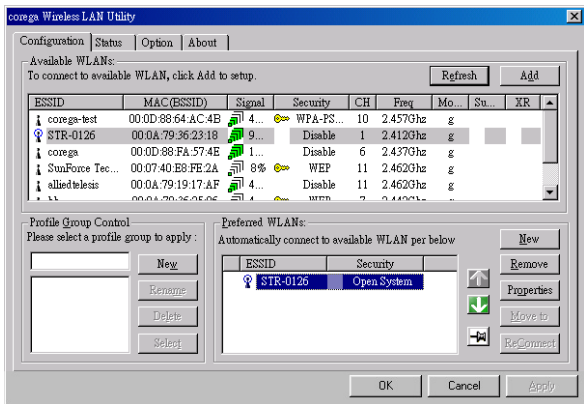 corega Wireless LAN Utility
Configuration Status Option About
Available WLANs:
To connect to available WLAN, click Add to setup.
Refresh Add
ESSID MAC(BSSID) Signal Security CH Freq Mo... Su... XR
corega-test 00:0D:88:64:AC:4B 4... WPA-PS... 10 2.457Ghz g
STR-0126 00:0A:79:36:23:18 9... Disable 1 2.412Ghz g
corega 00:0D:88:FA:57:4E 1... Disable 6 2.437Ghz g
SunForce Tec... 00:07:40:E8:FE:2A 8% WEP 11 2.462Ghz g
alliedtelesis 00:0A:79:19:17:AF 4... Disable 11 2.462Ghz g
Profile Group Control
Please select a profile group to apply :
New
Rename
Delete
Select
Preferred WLANs:
Automatically connect to available WLAN per below
ESSID Security
STR-0126 Open System
New
Remove
Properties
Move to
ReConnect
OK Cancel Apply